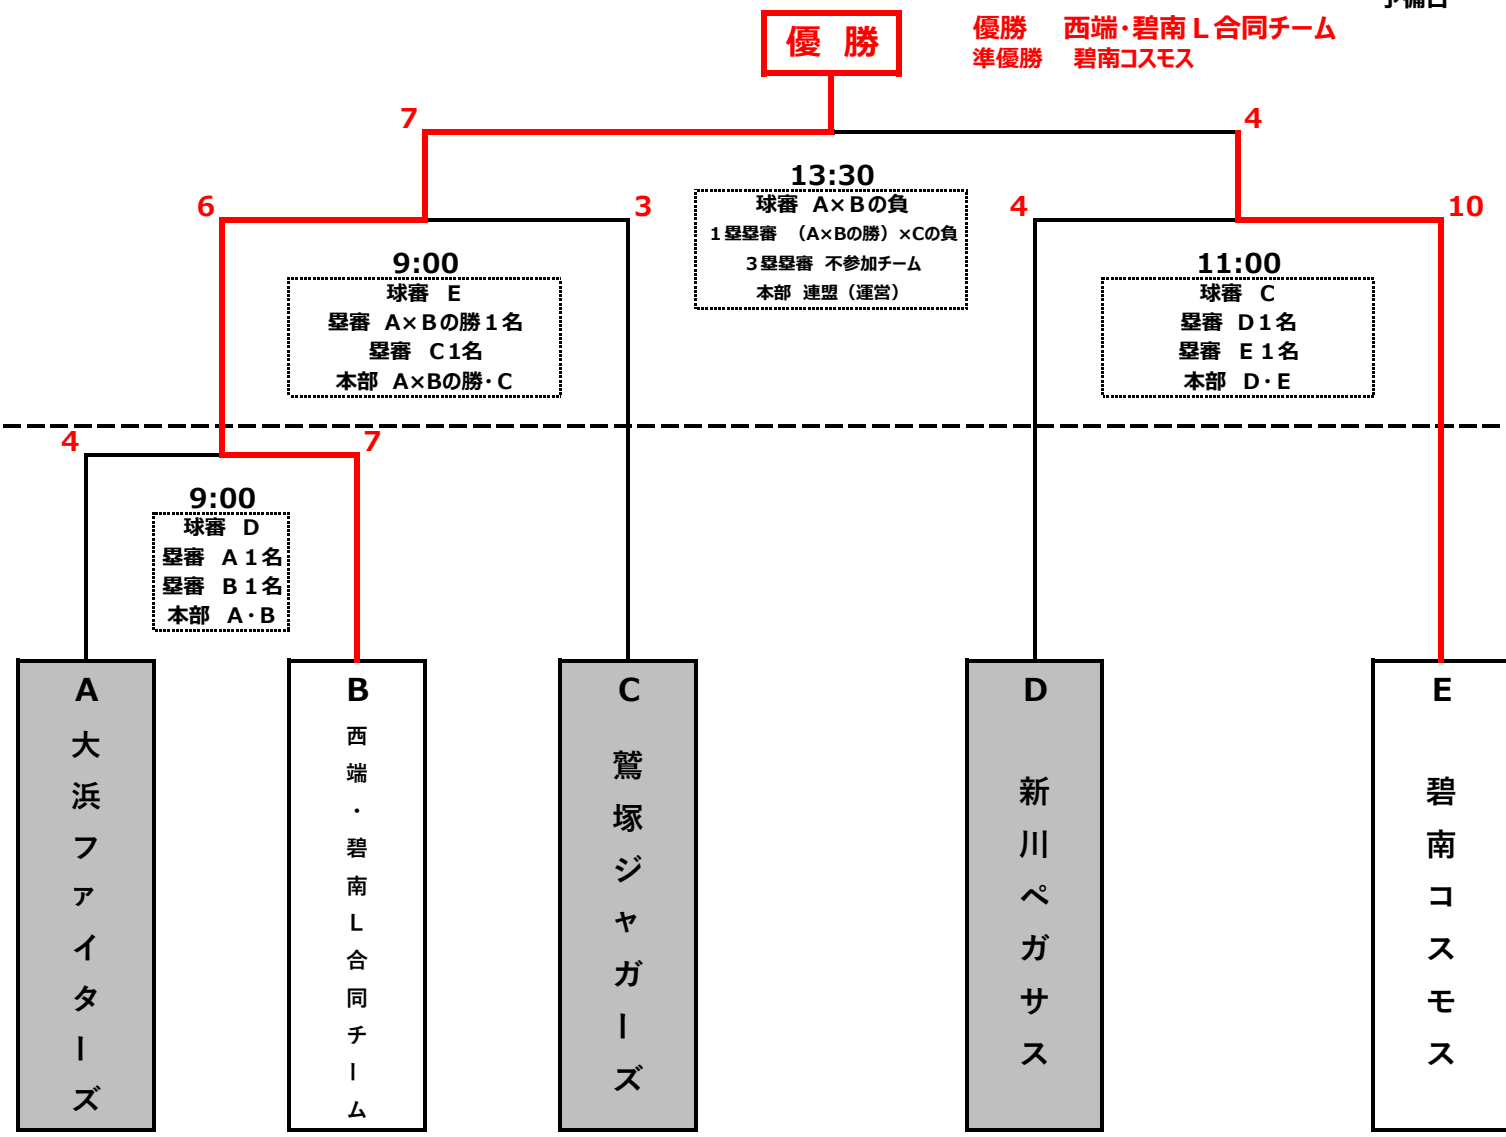 優 勝
優勝　西端・碧南Ｌ合同チーム
準優勝　碧南コスモス
7
4
13:30
球審 A×Ｂの負
１塁塁審 （A×Bの勝）×Cの負
３塁塁審 不参加チーム
本部 連盟（運営）
6
3
9:00
球審 E
塁審 A×Ｂの勝１名
塁審 C1名
本部 A×Bの勝・C
4
10
11:00
球審 C
塁審 D１名
塁審 E１名
本部 D・E
4
7
9:00
球審 D
塁審 A１名
塁審 B１名
本部 A・B
A
大浜ファイターズ
B
西端・碧南Ｌ合同チーム
C
鷲塚ジャガーズ
D
新川ペガサス
E
碧南コスモス